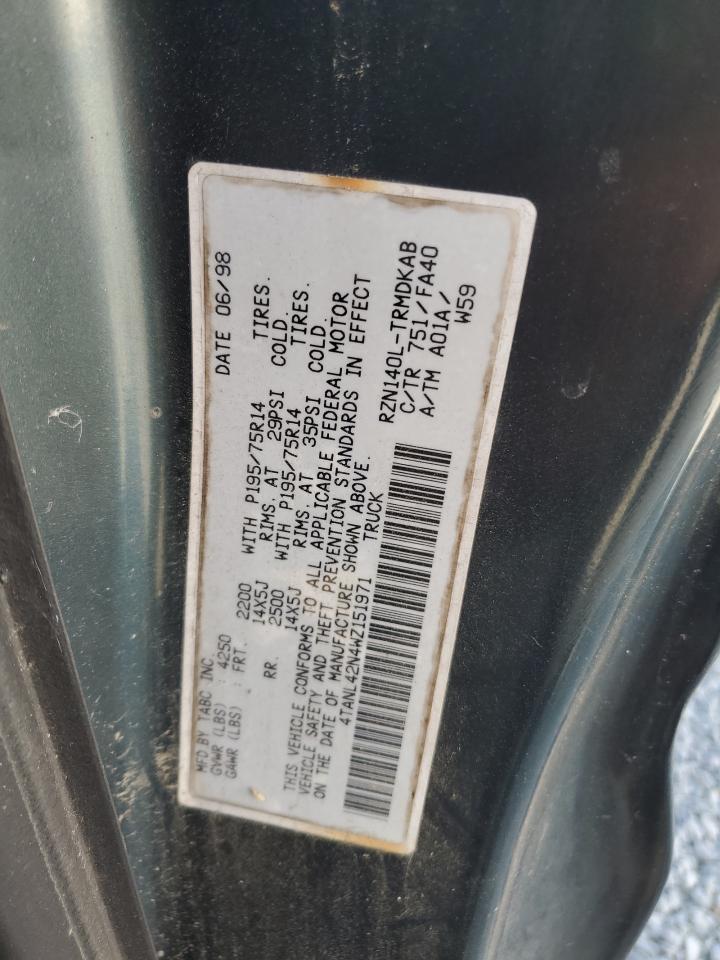 MFD BY TABC INC. DATE 06/98
GVWR (LBS) : 4250
GAWR (LBS) : FRT. 2200 WITH P195/75R14 TIRES.
14X5J RIMS. AT 29PSI COLD.
RR. 2500 WITH P195/75R14 TIRES.
14X5J RIMS. AT 35PSI COLD.
THIS VEHICLE CONFORMS TO ALL APPLICABLE FEDERAL MOTOR
VEHICLE SAFETY AND THEFT PREVENTION STANDARDS IN EFFECT
ON THE DATE OF MANUFACTURE SHOWN ABOVE.
4TANL42N4WZ151971 TRUCK
RZN140L-TRMDKAB
C/TR 751/FA40
A/TM A01A/
W59